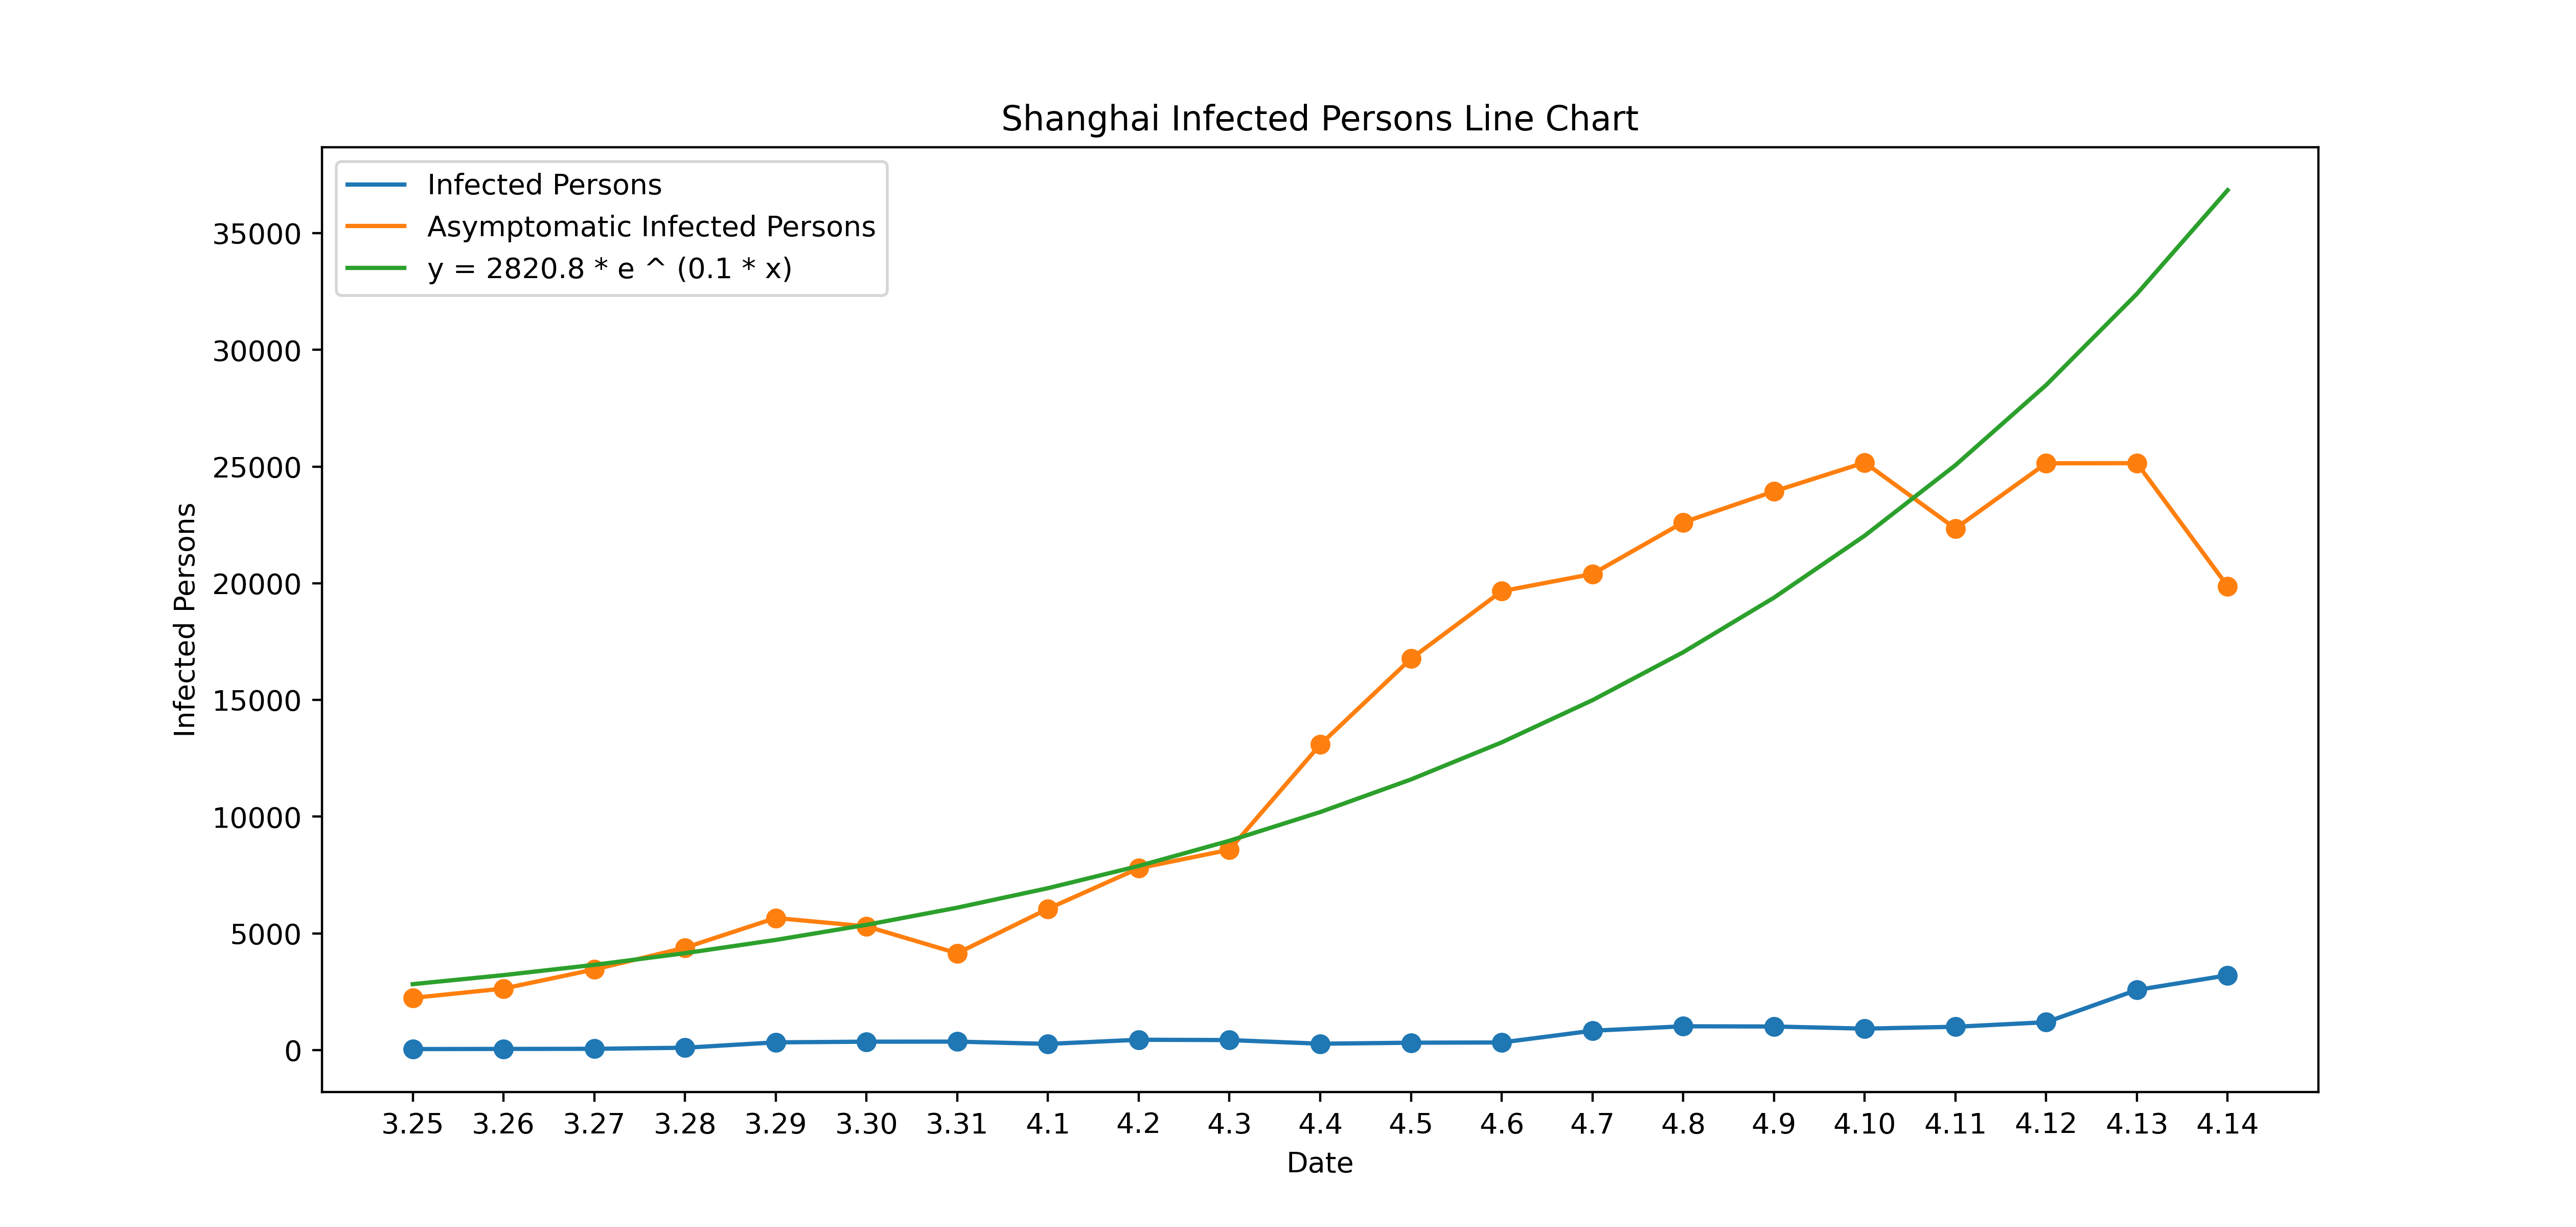 Shanghai Infected Persons Line Chart
Infected Persons
Asymptomatic Infected Persons
y = 2820.8 * e ^ (0.1 * x)
35000
30000
25000
20000
15000
10000
5000
0
Infected Persons
3.25 3.26 3.27 3.28 3.29 3.30 3.31 4.1 4.2 4.3 4.4 4.5 4.6 4.7 4.8 4.9 4.10 4.11 4.12 4.13 4.14
Date